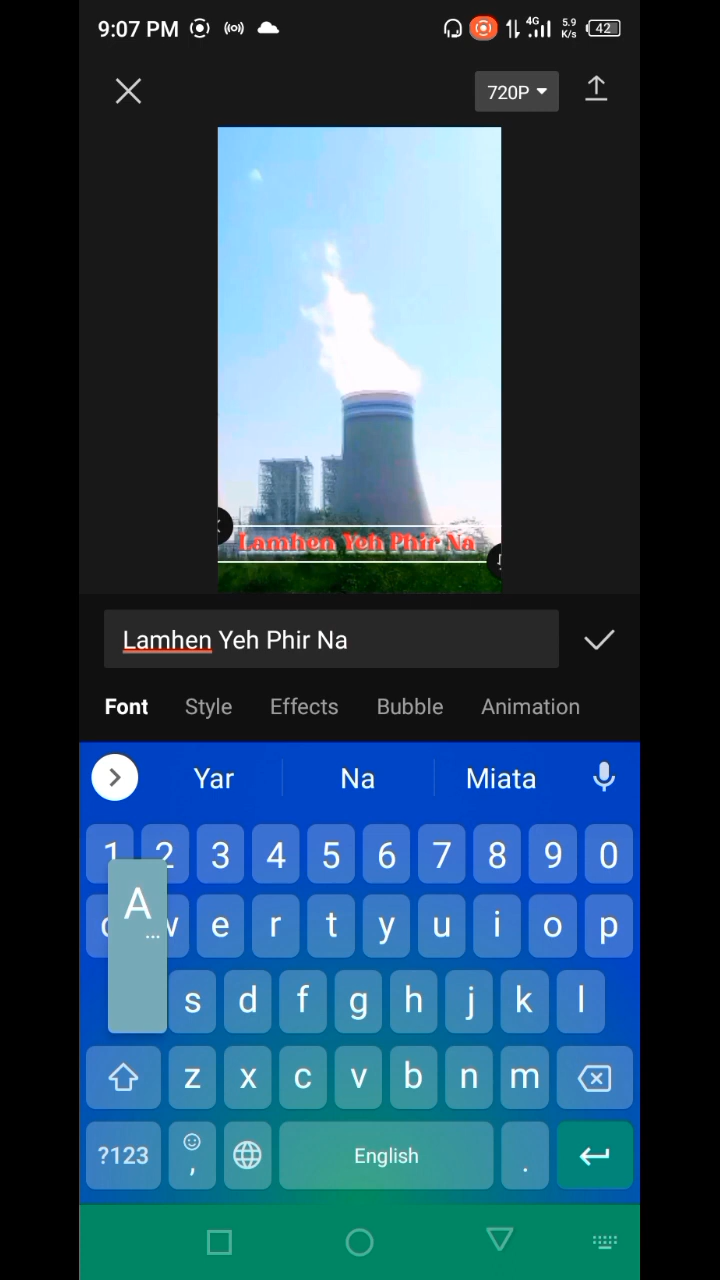 9:07 PM 4G 5.9 K/s 42
720P
Lamhen Yeh Phir Na
Lamhen Yeh Phir Na
Font Style Effects Bubble Animation
Yar Na Miata
1 2 3 4 5 6 7 8 9 0
w e r t y u i o p
A
s d f g h j k l
z x c v b n m
?123 , English .